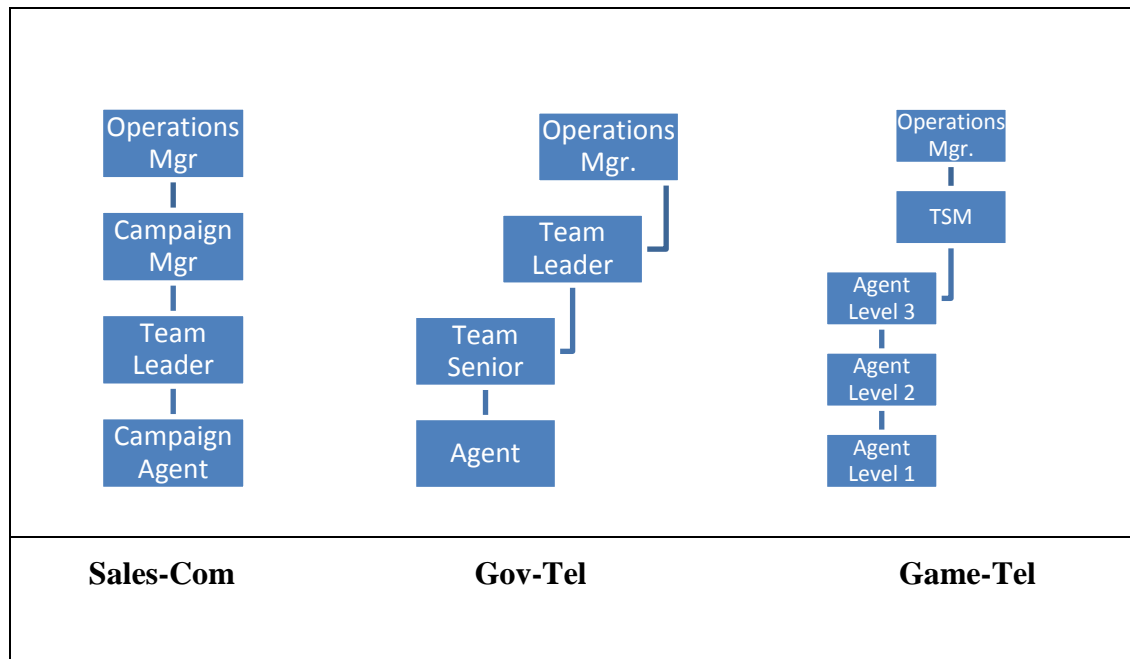 Operations
Mgr
Campaign
Mgr
Team
Leader
Campaign
Agent
Operations
Mgr.
Team
Leader
Team
Senior
Agent
Operations
Mgr.
TSM
Agent
Level 3
Agent
Level 2
Agent
Level 1
Sales-Com
Gov-Tel
Game-Tel